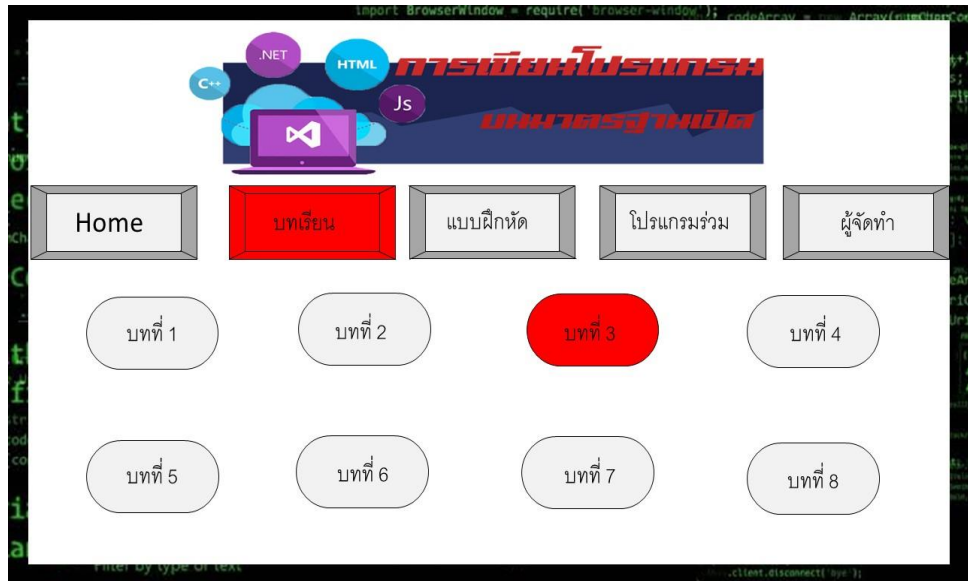 import BrowserWindow = require('browser-window');
.NET
HTML
C++
Js
การเขียนโปรแกรม
บนมาตรฐานเปิด
Home
บทเรียน
แบบฝึกหัด
โปรแกรมร่วม
ผู้จัดทำ
บทที่ 1
บทที่ 2
บทที่ 3
บทที่ 4
บทที่ 5
บทที่ 6
บทที่ 7
บทที่ 8
Filter by type of text
.client.disconnect('bye');